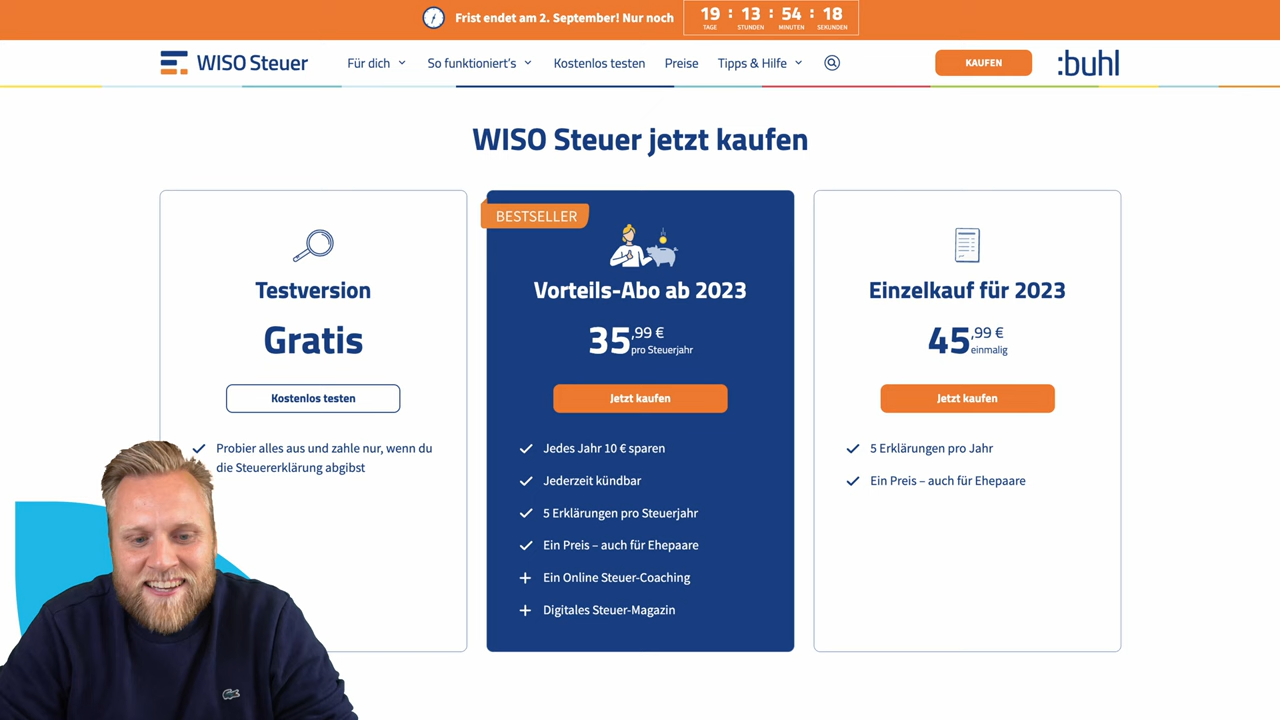 Frist endet am 2. September! Nur noch
19 : 13 : 54 : 18
TAGE STUNDEN MINUTEN SEKUNDEN
WISO Steuer
Für dich
So funktioniert's
Kostenlos testen
Preise
Tipps & Hilfe
KAUFEN
:buhl
WISO Steuer jetzt kaufen
Testversion
Gratis
Kostenlos testen
Probier alles aus und zahle nur, wenn du
die Steuererklärung abgibst
BESTSELLER
Vorteils-Abo ab 2023
35,99 €
pro Steuerjahr
Jetzt kaufen
Jedes Jahr 10 € sparen
Jederzeit kündbar
5 Erklärungen pro Steuerjahr
Ein Preis – auch für Ehepaare
Ein Online Steuer-Coaching
Digitales Steuer-Magazin
Einzelkauf für 2023
45,99 €
einmalig
Jetzt kaufen
5 Erklärungen pro Jahr
Ein Preis – auch für Ehepaare